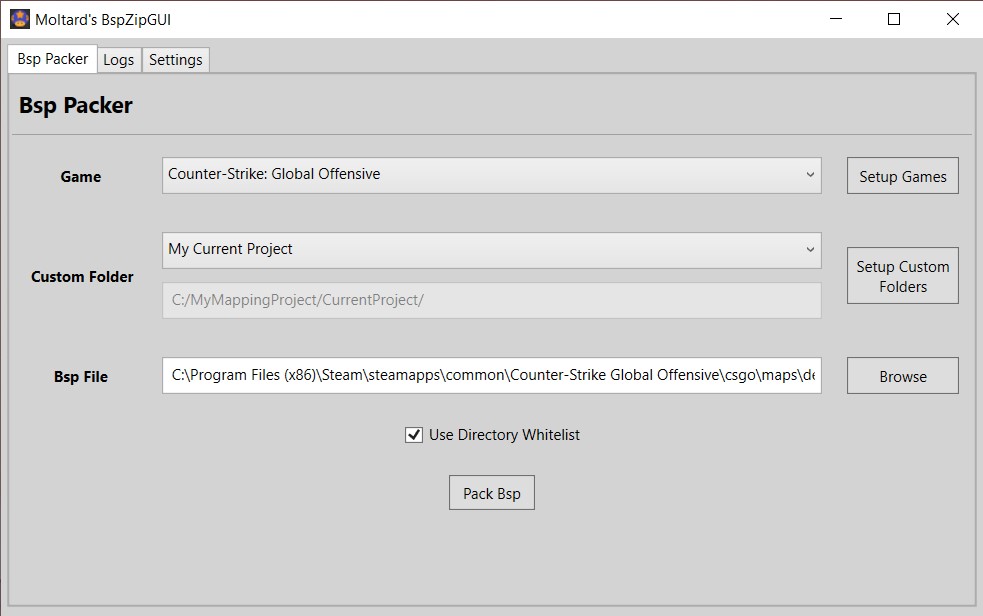 Moltard's BspZipGUI
Bsp Packer
Logs
Settings
Bsp Packer
Game
Counter-Strike: Global Offensive
Setup Games
My Current Project
Custom Folder
C:/MyMappingProject/CurrentProject/
Setup Custom
Folders
Bsp File
C:\Program Files (x86)\Steam\steamapps\common\Counter-Strike Global Offensive\csgo\maps\de
Browse
Use Directory Whitelist
Pack Bsp